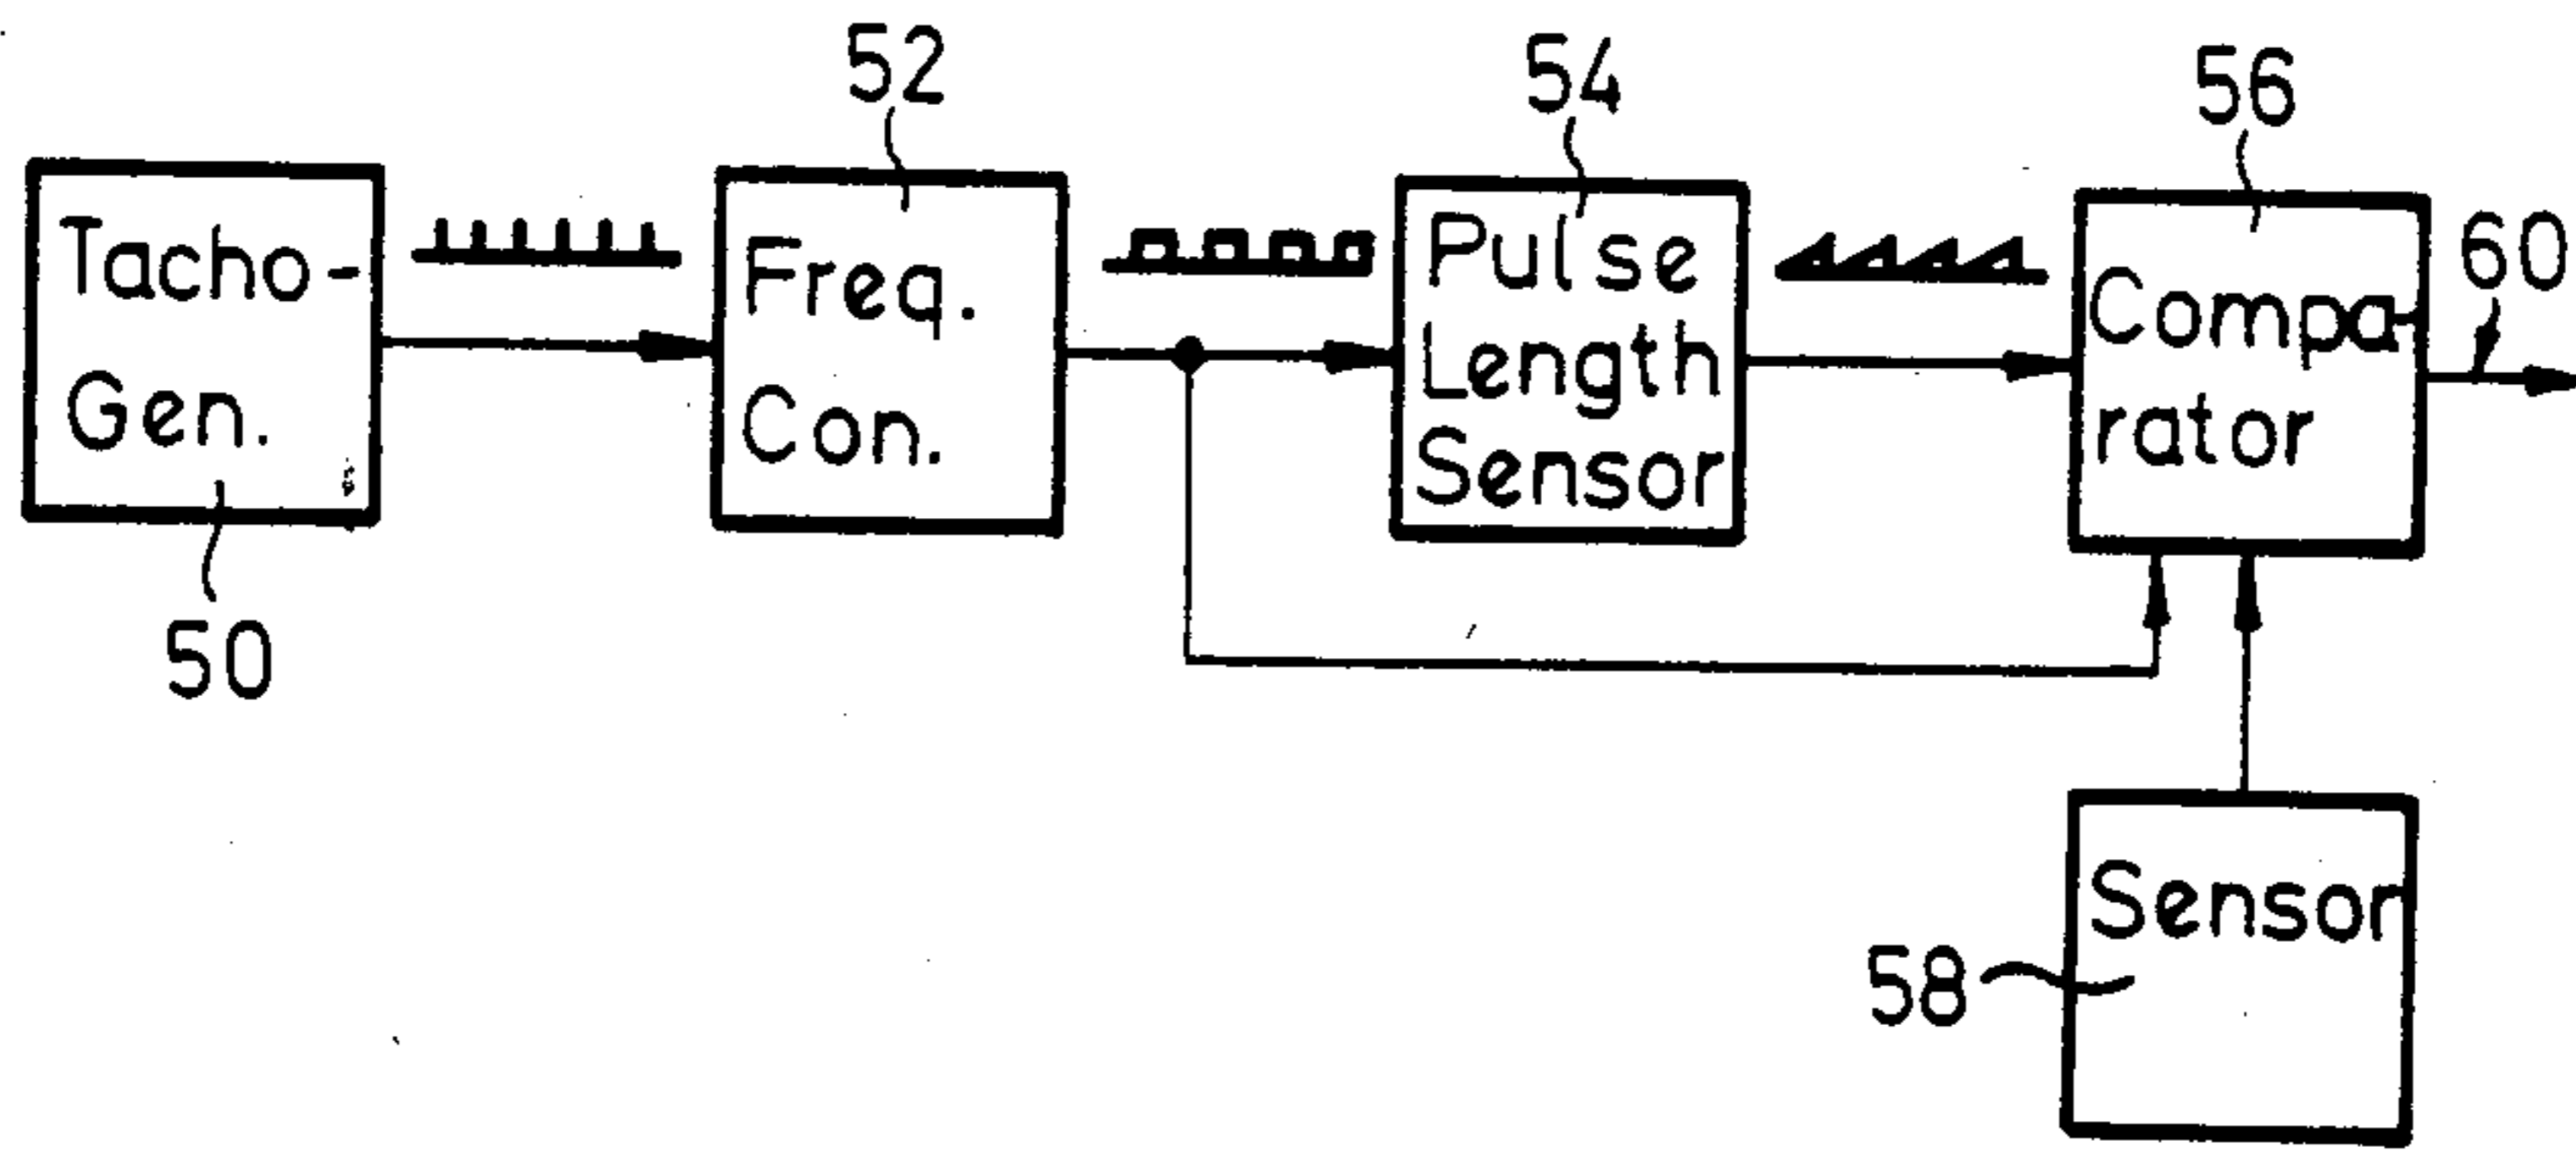 52
54
56
60
Tacho-
Gen.
Freq.
Con.
Pulse
Length
Sensor
Compa-
rator
50
Sensor
58